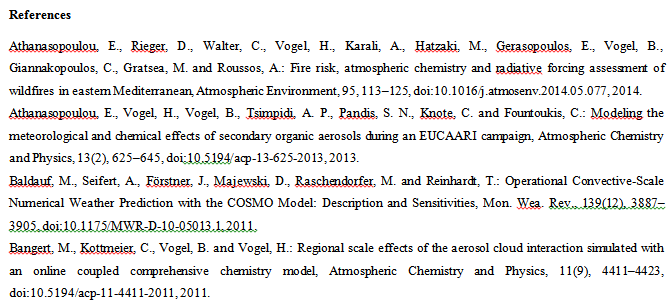 References
Athanasopoulou, E., Rieger, D., Walter, C., Vogel, H., Karali, A., Hatzaki, M., Gerasopoulos, E., Vogel, B.,
Giannakopoulos, C., Gratsea, M. and Roussos, A.: Fire risk, atmospheric chemistry and radiative forcing assessment of
wildfires in eastern Mediterranean, Atmospheric Environment, 95, 113–125, doi:10.1016/j.atmosenv.2014.05.077, 2014.
Athanasopoulou, E., Vogel, H., Vogel, B., Tsimpidi, A. P., Pandis, S. N., Knote, C. and Fountoukis, C.: Modeling the
meteorological and chemical effects of secondary organic aerosols during an EUCAARI campaign, Atmospheric Chemistry
and Physics, 13(2), 625–645, doi:10.5194/acp-13-625-2013, 2013.
Baldauf, M., Seifert, A., Förstner, J., Majewski, D., Raschendorfer, M. and Reinhardt, T.: Operational Convective-Scale
Numerical Weather Prediction with the COSMO Model: Description and Sensitivities, Mon. Wea. Rev., 139(12), 3887–
3905, doi:10.1175/MWR-D-10-05013.1, 2011.
Bangert, M., Kottmeier, C., Vogel, B. and Vogel, H.: Regional scale effects of the aerosol cloud interaction simulated with
an online coupled comprehensive chemistry model, Atmospheric Chemistry and Physics, 11(9), 4411–4423,
doi:10.5194/acp-11-4411-2011, 2011.